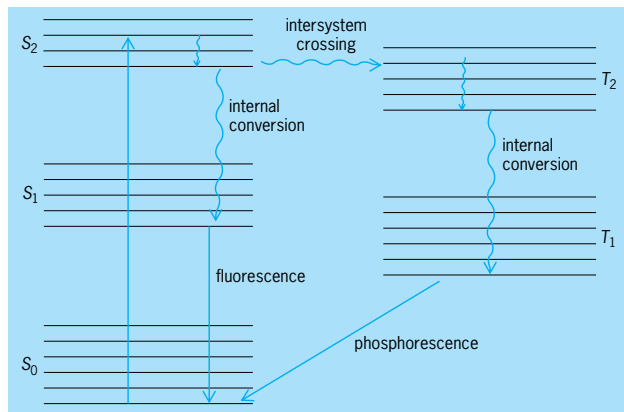 S2
intersystem
crossing
T2
internal
conversion
internal
conversion
S1
T1
fluorescence
phosphorescence
S0